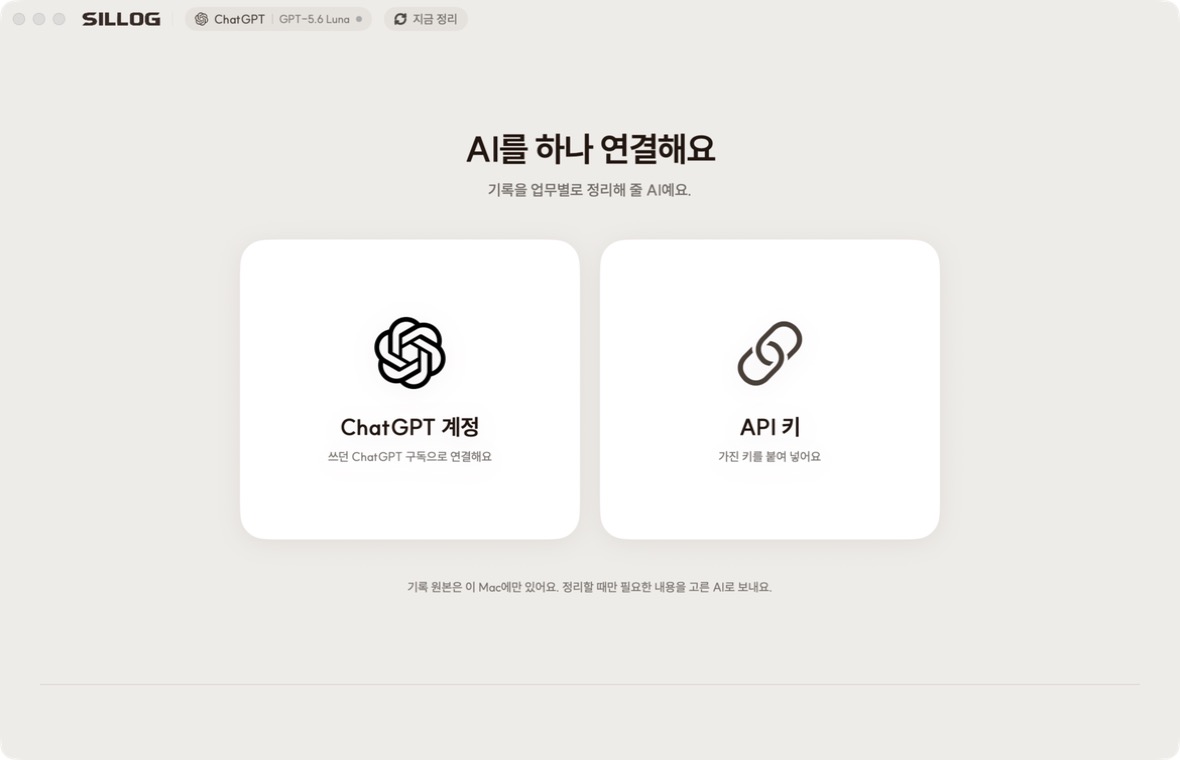 SILLOG
ChatGPT | GPT-5.6 Luna
지금 정리
AI를 하나 연결해요
기록을 업무별로 정리해 줄 AI예요.
ChatGPT 계정
쓰던 ChatGPT 구독으로 연결해요
API 키
가진 키를 붙여 넣어요
기록 원본은 이 Mac에만 있어요. 정리할 때만 필요한 내용을 고른 AI로 보내요.